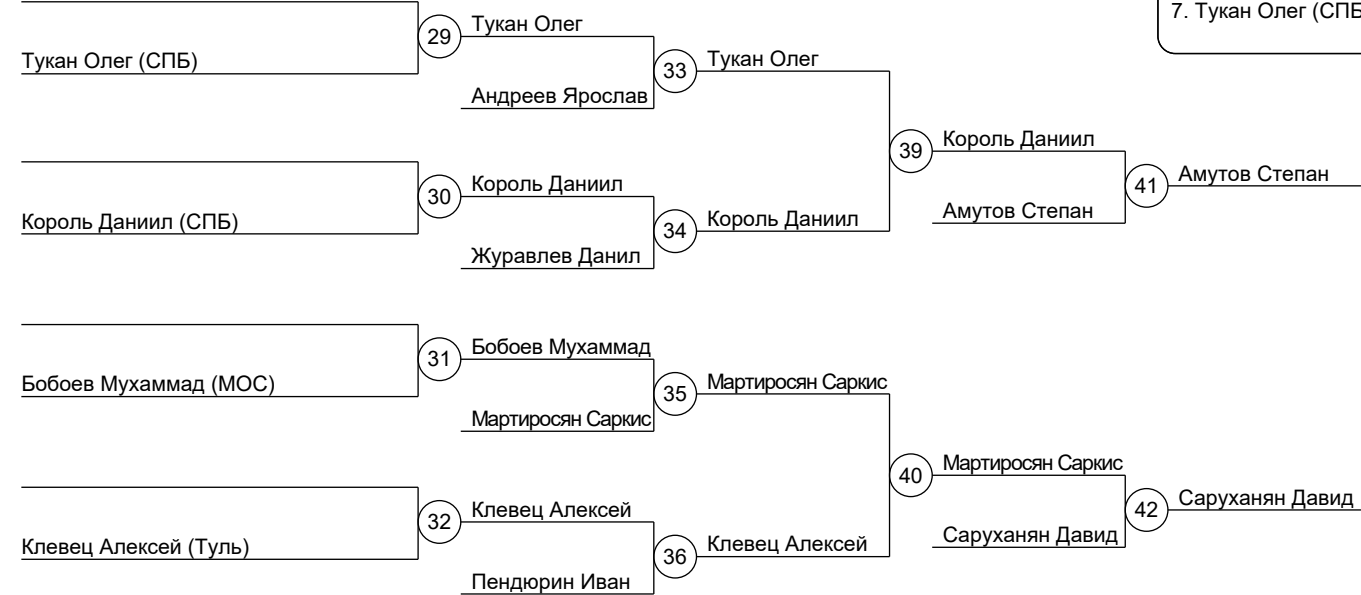 7. Тукан Олег (СПБ
29
Тукан Олег
Тукан Олег (СПБ)
33
Тукан Олег
Андреев Ярослав
39
Король Даниил
30
Король Даниил
41
Амутов Степан
Король Даниил (СПБ)
34
Король Даниил
Амутов Степан
Журавлев Данил
31
Бобоев Мухаммад
Бобоев Мухаммад (МОС)
35
Мартиросян Саркис
Мартиросян Саркис
40
Мартиросян Саркис
32
Клевец Алексей
42
Саруханян Давид
Клевец Алексей (Туль)
36
Клевец Алексей
Саруханян Давид
Пендюрин Иван